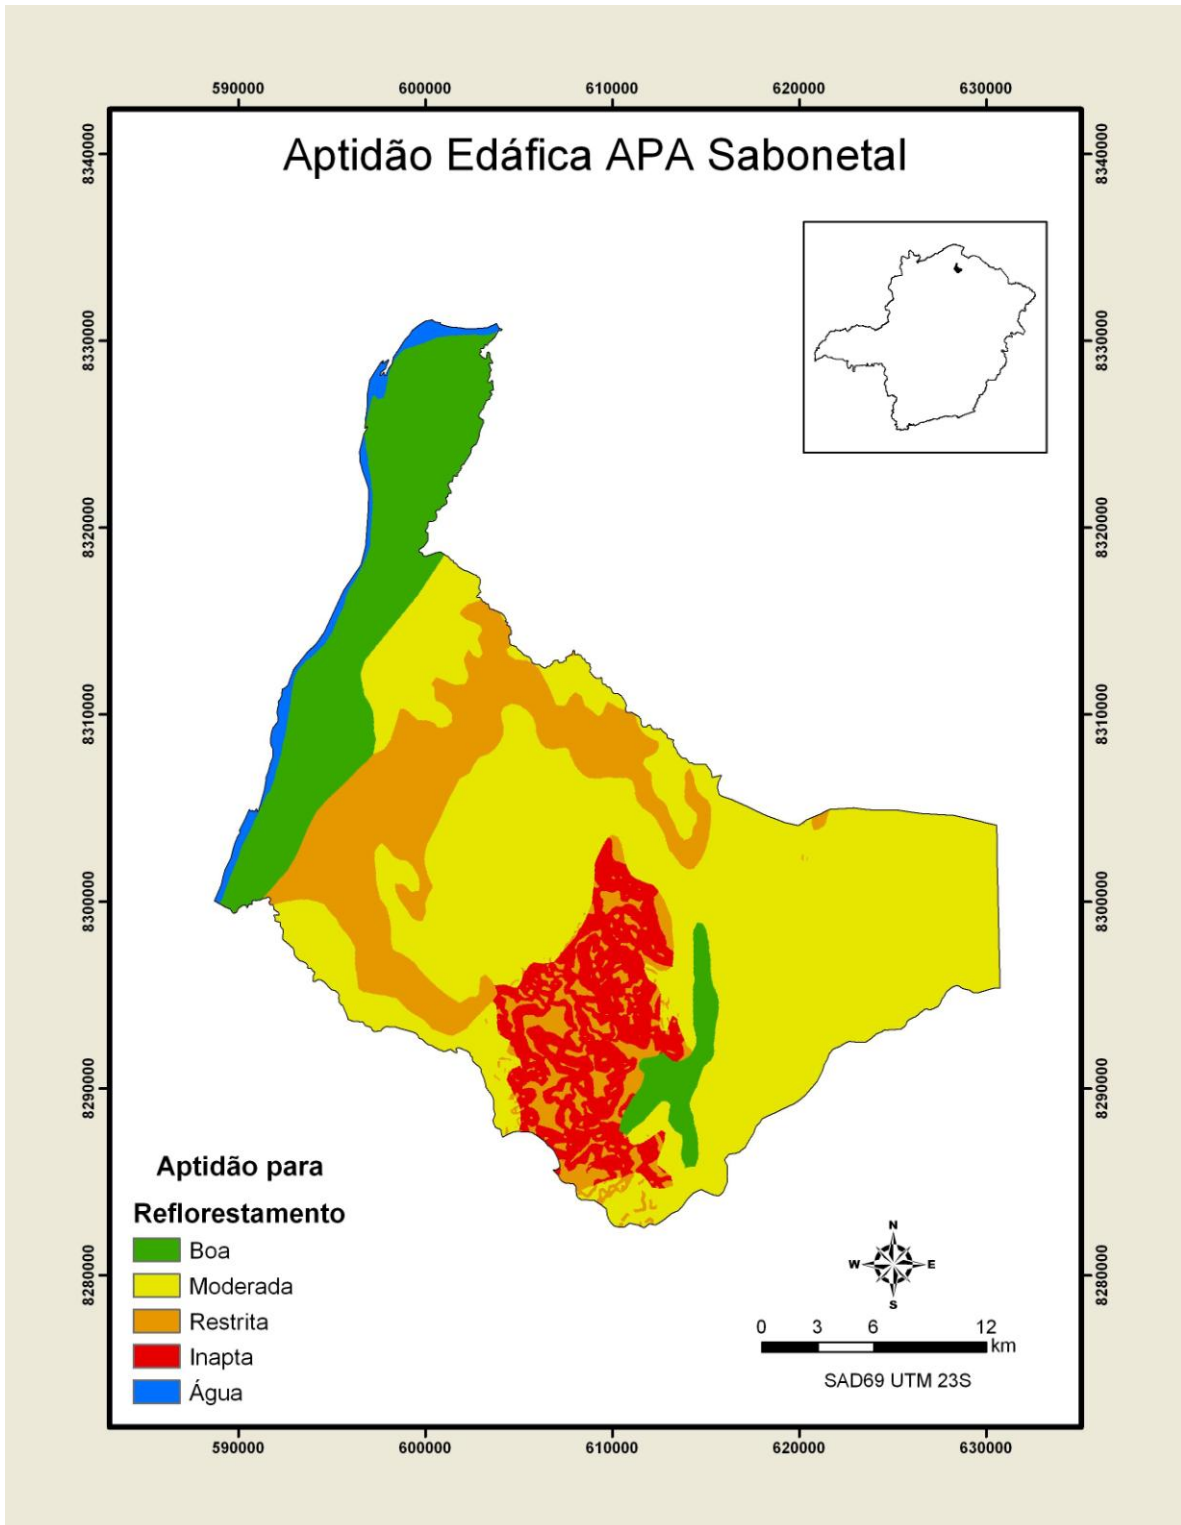 590000 600000 610000 620000 630000
Aptidão Edáfica APA Sabonetal
8340000 8340000
8330000 8330000
8320000 8320000
8310000 8310000
8300000 8300000
8290000 8290000
8280000 8280000
Aptidão para
Reflorestamento
Boa
Moderada
Restrita
Inapta
Água
N
W E
S
0 3 6 12
km
SAD69 UTM 23S
590000 600000 610000 620000 630000